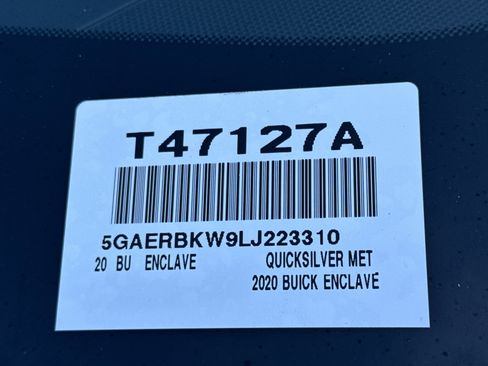 T47127A
5GAERBKW9LJ223310
20 BU ENCLAVE QUICKSILVER MET
2020 BUICK ENCLAVE